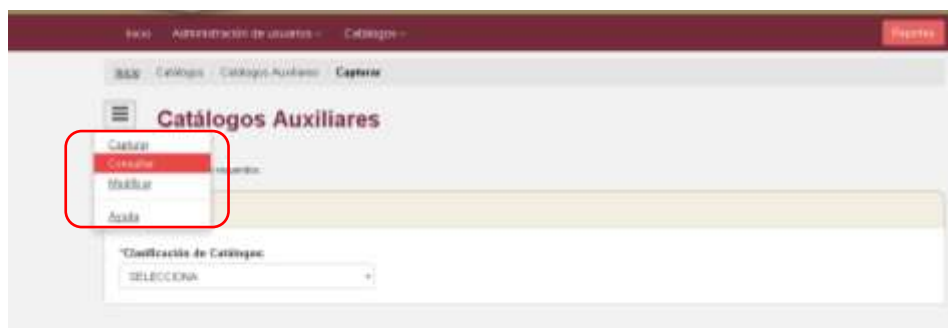 Inicio Administración de usuarios Catálogos Reportes
Inicio / Catálogos / Catálogos Auxiliares / Capturar
Catálogos Auxiliares
Capturar
Consultar
requeridos
Modificar
Ayuda
*Clasificación de Catálogos:
SELECCIONA